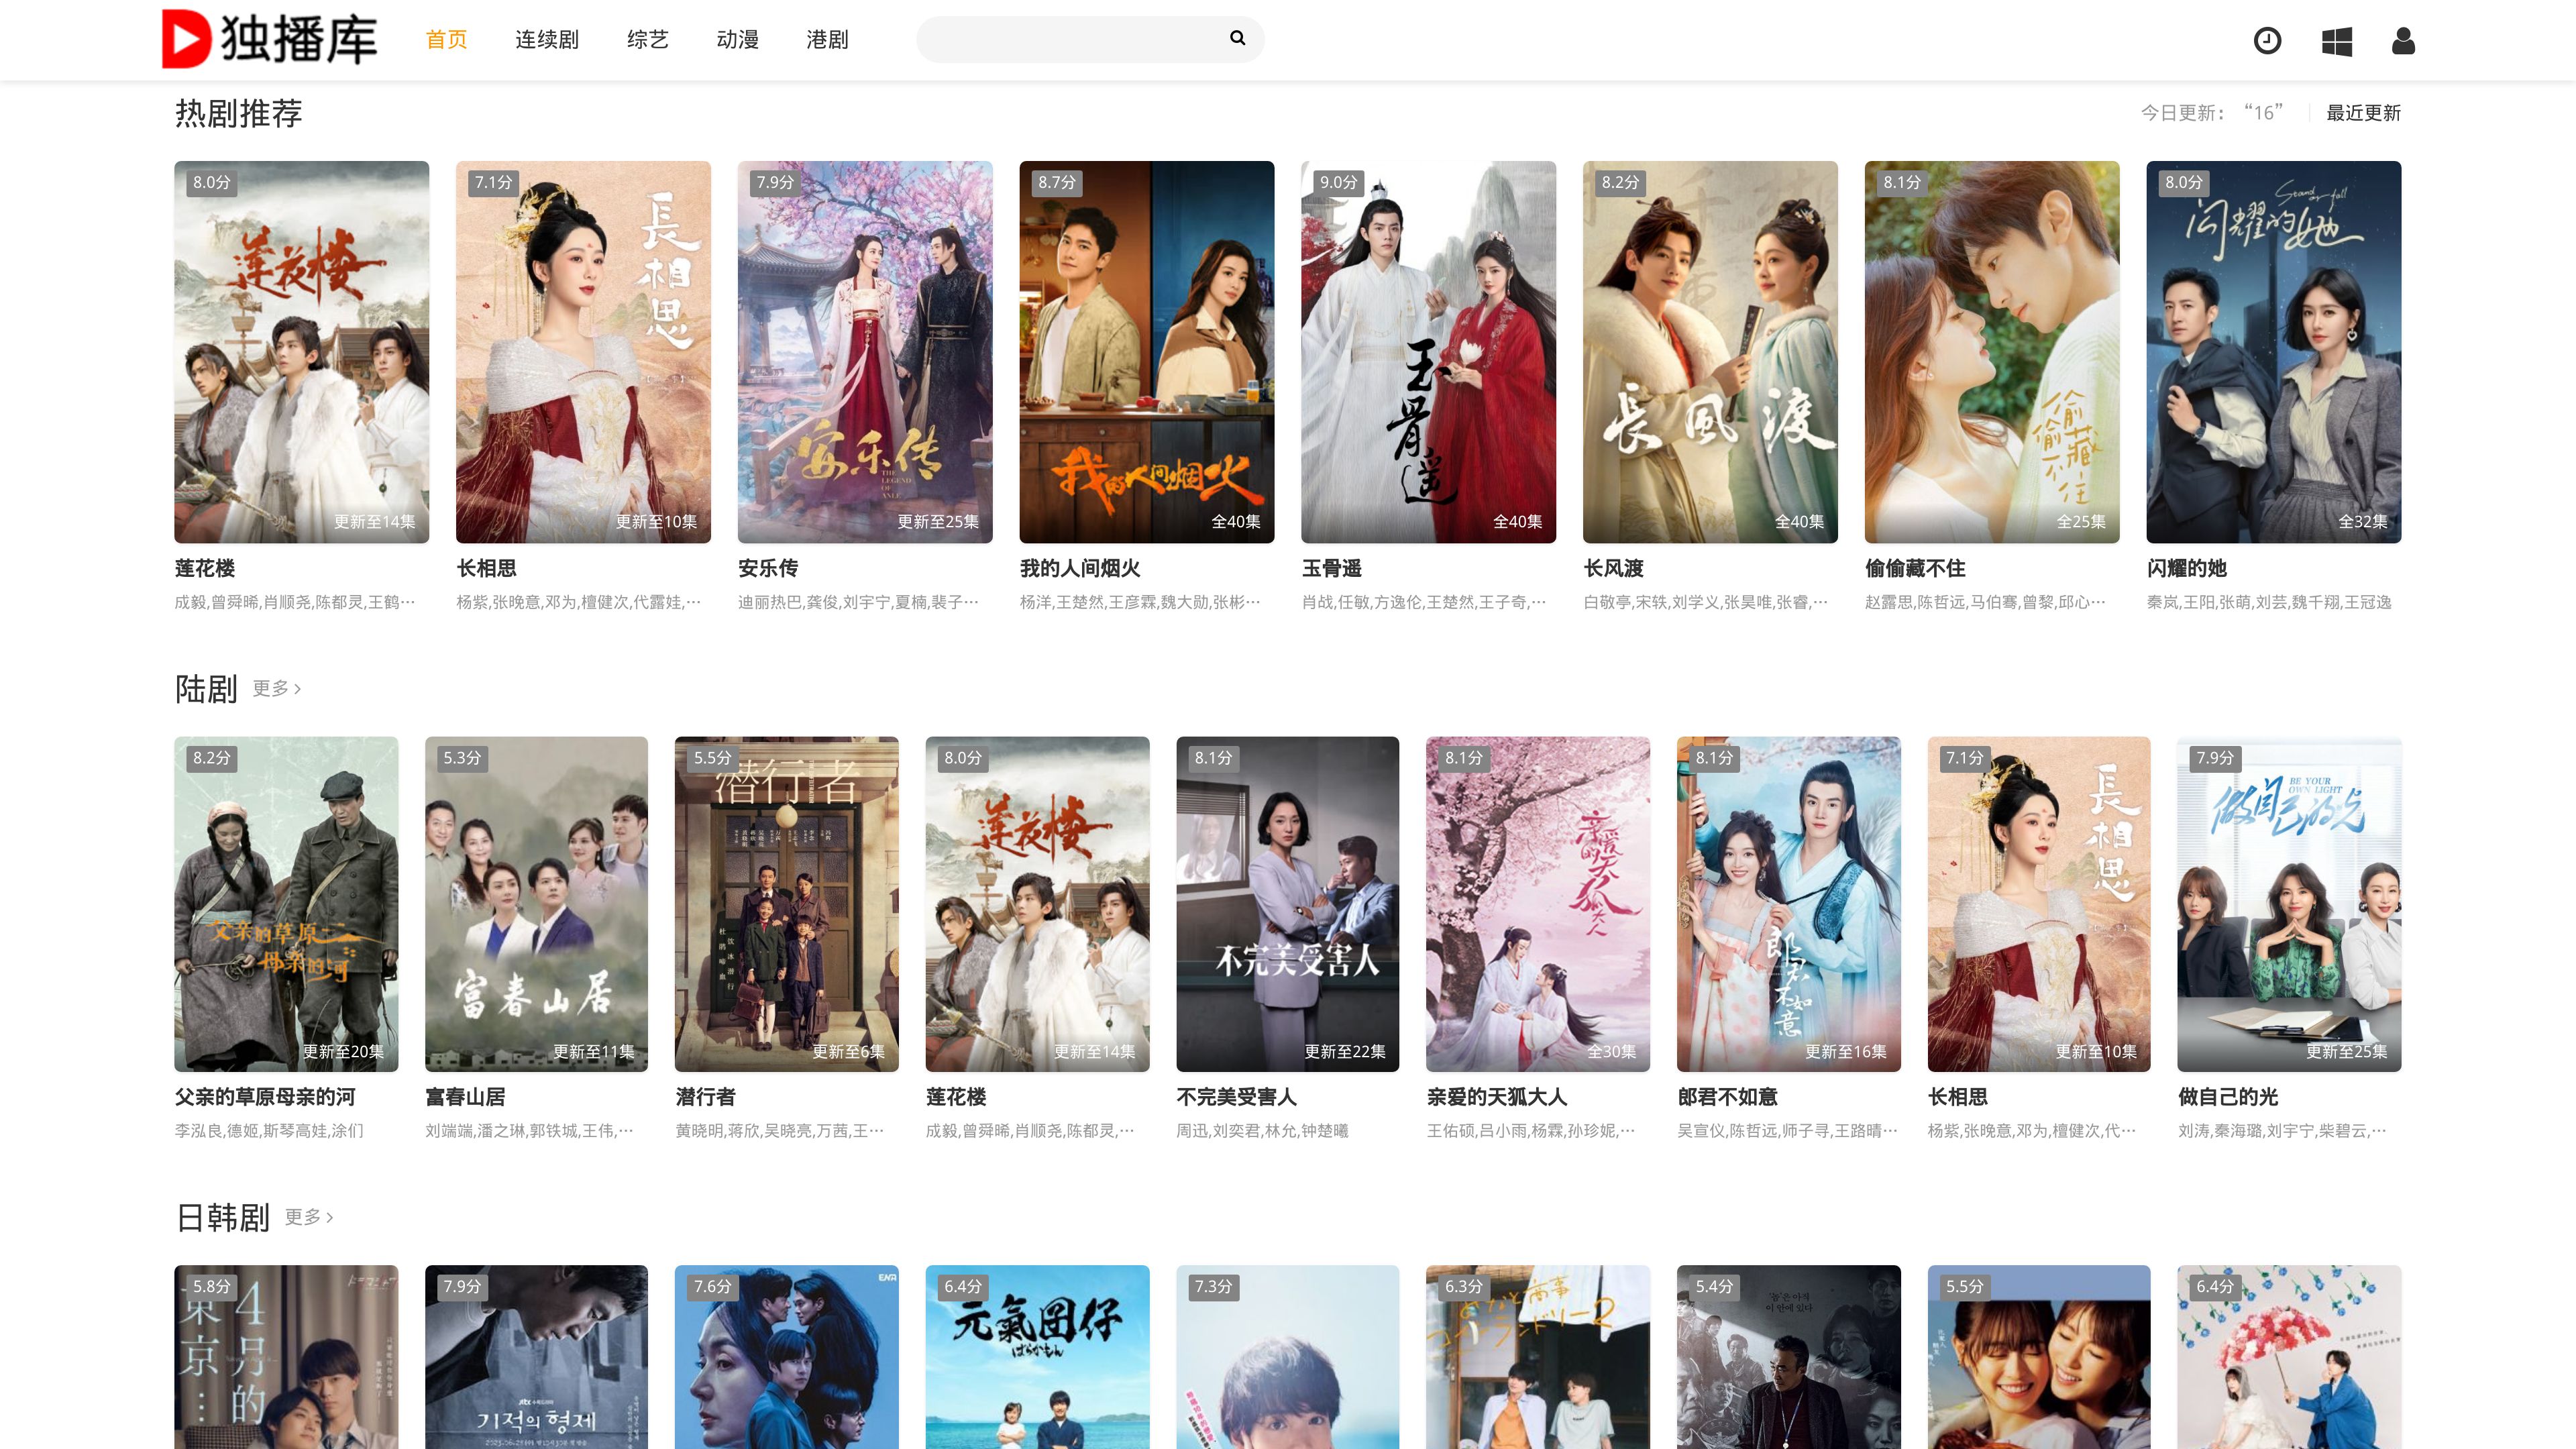 独播库
首页 连续剧 综艺 动漫 港剧
热剧推荐
今日更新：“16” 最近更新
8.0分 7.1分 7.9分 8.7分 9.0分 8.2分 8.1分 8.0分
莲花楼
長相思
安乐传
THE LEGEND OF ANLE
我的人间烟火
玉骨遥
長風渡
偷偷藏不住
闪耀的她
更新至14集 更新至10集 更新至25集 全40集 全40集 全40集 全25集 全32集
莲花楼 长相思 安乐传 我的人间烟火 玉骨遥 长风渡 偷偷藏不住 闪耀的她
成毅,曾舜晞,肖顺尧,陈都灵,王鹤… 杨紫,张晚意,邓为,檀健次,代露娃,… 迪丽热巴,龚俊,刘宇宁,夏楠,裴子… 杨洋,王楚然,王彦霖,魏大勋,张彬… 肖战,任敏,方逸伦,王楚然,王子奇,… 白敬亭,宋轶,刘学义,张昊唯,张睿,… 赵露思,陈哲远,马伯骞,曾黎,邱心… 秦岚,王阳,张萌,刘芸,魏千翔,王冠逸
陆剧 更多
8.2分 5.3分 5.5分 8.0分 8.1分 8.1分 8.1分 7.1分 7.9分
父亲的草原
母亲的河
富春山居
潜行者
莲花楼
不完美受害人
亲爱的天狐大人
郎君不如意
長相思
BE YOUR
OWN LIGHT
做自己的光
更新至20集 更新至11集 更新至6集 更新至14集 更新至22集 全30集 更新至16集 更新至10集 更新至25集
父亲的草原母亲的河 富春山居 潜行者 莲花楼 不完美受害人 亲爱的天狐大人 郎君不如意 长相思 做自己的光
李泓良,德姬,斯琴高娃,涂们 刘端端,潘之琳,郭铁城,王伟,… 黄晓明,蒋欣,吴晓亮,万茜,王… 成毅,曾舜晞,肖顺尧,陈都灵,… 周迅,刘奕君,林允,钟楚曦 王佑硕,吕小雨,杨霖,孙珍妮,… 吴宣仪,陈哲远,师子寻,王路晴… 杨紫,张晚意,邓为,檀健次,代… 刘涛,秦海璐,刘宇宁,柴碧云,…
日韩剧 更多
5.8分 7.9分 7.6分 6.4分 7.3分 6.3分 5.4分 5.5分 6.4分
4月的
東京…
기적의 형제
ENA
元氣囝仔
ばらかもん